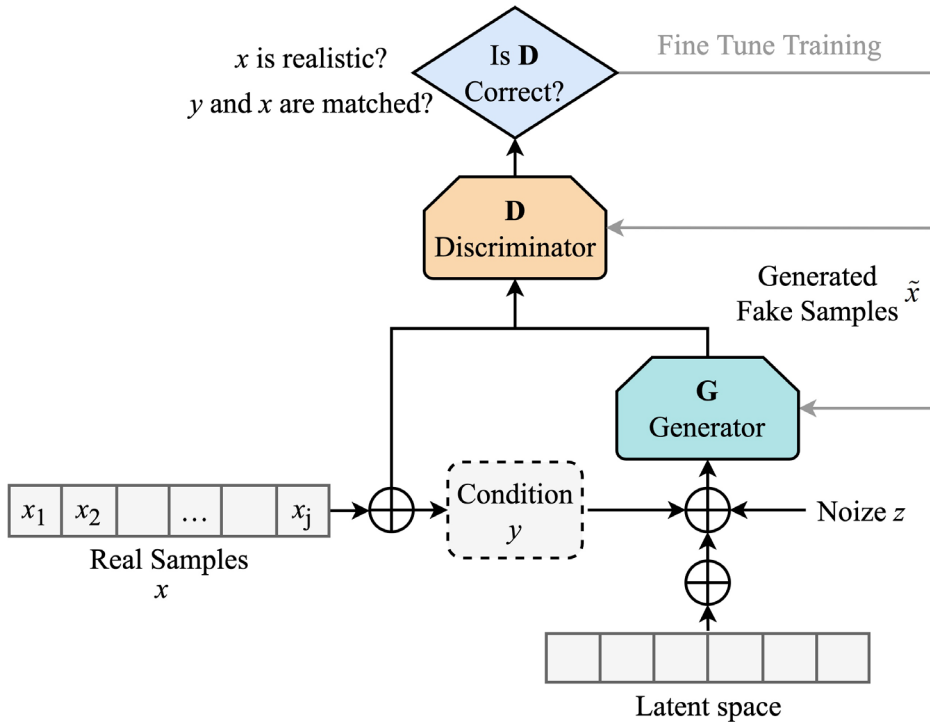 x is realistic?
y and x are matched?
Is D
Correct?
Fine Tune Training
D
Discriminator
Generated
Fake Samples x̃
G
Generator
x₁ x₂ … xⱼ
Real Samples
x
Condition
y
Noize z
Latent space